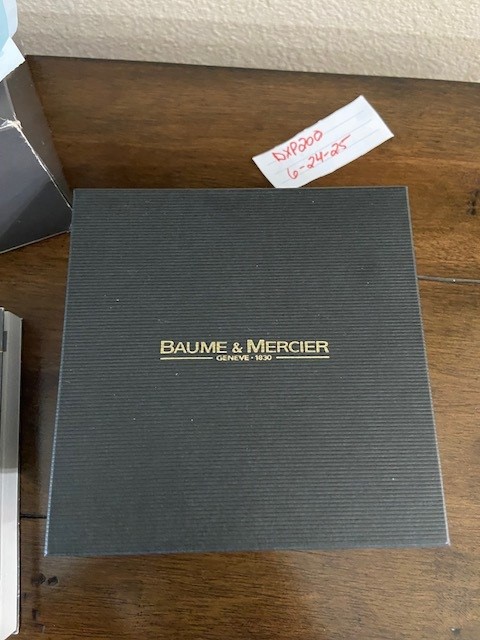 DXP200
6-24-25
BAUME & MERCIER
GENEVE · 1830